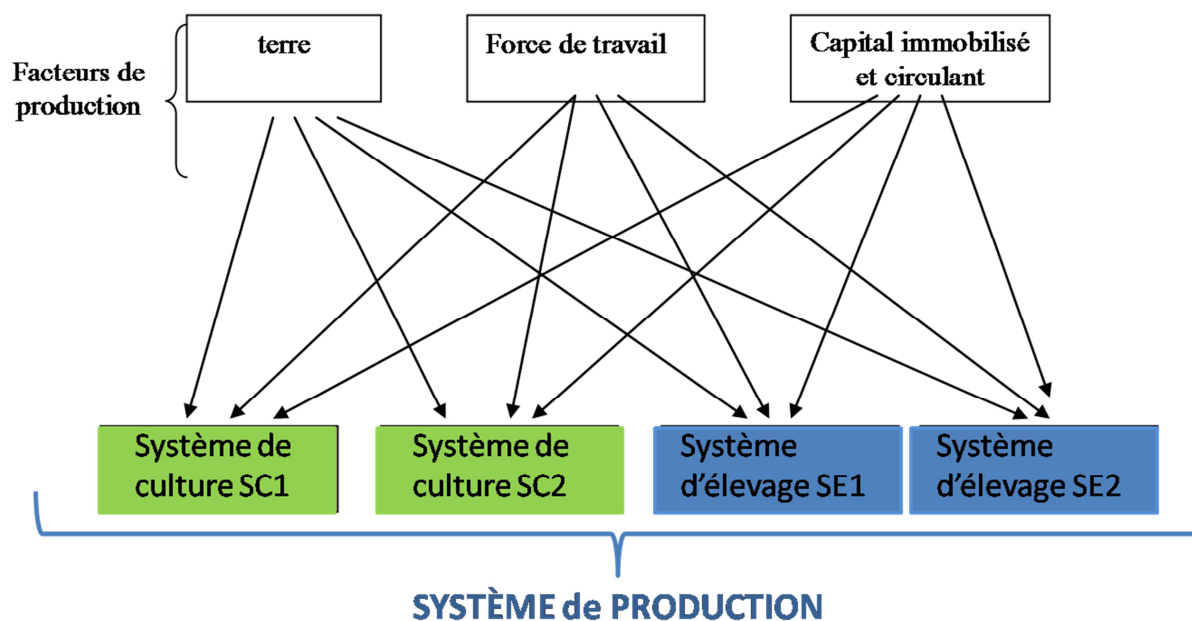 Facteurs de
production
terre
Force de travail
Capital immobilisé
et circulant
Système de
culture SC1
Système de
culture SC2
Système
d’élevage SE1
Système
d’élevage SE2
SYSTÈME de PRODUCTION